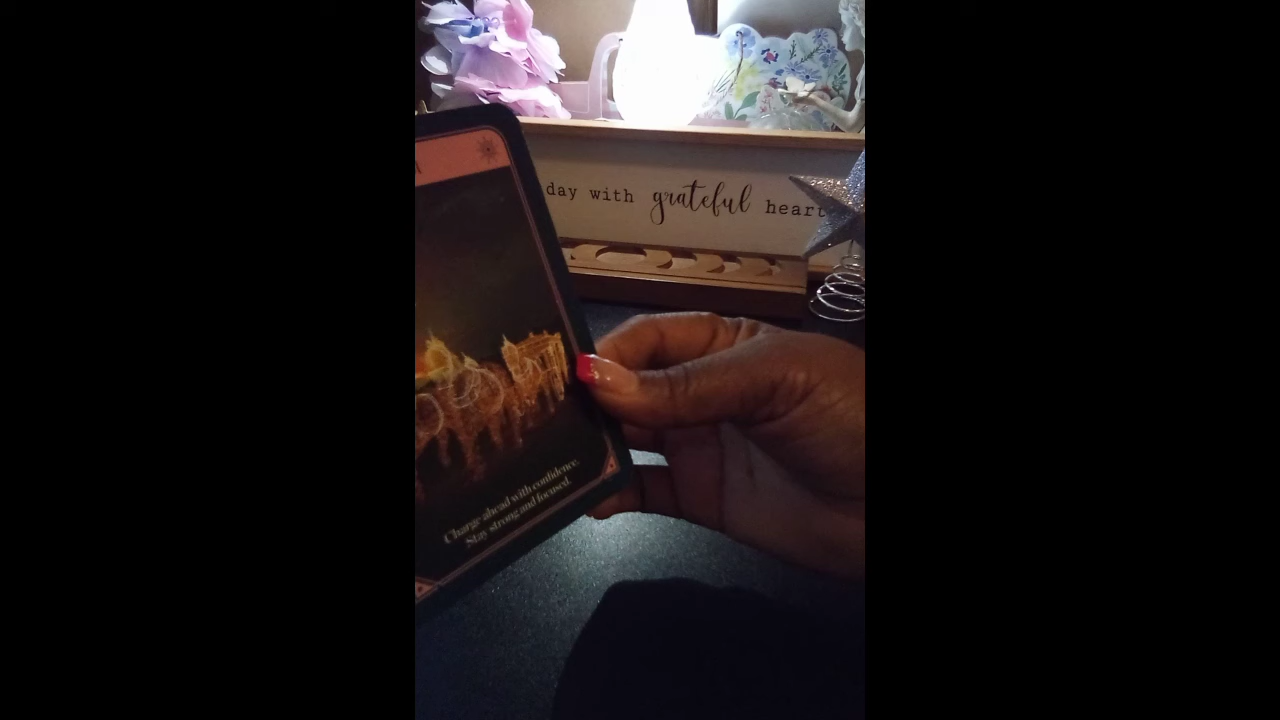 day with grateful heart
Charge ahead with confidence.
Stay strong and focused.